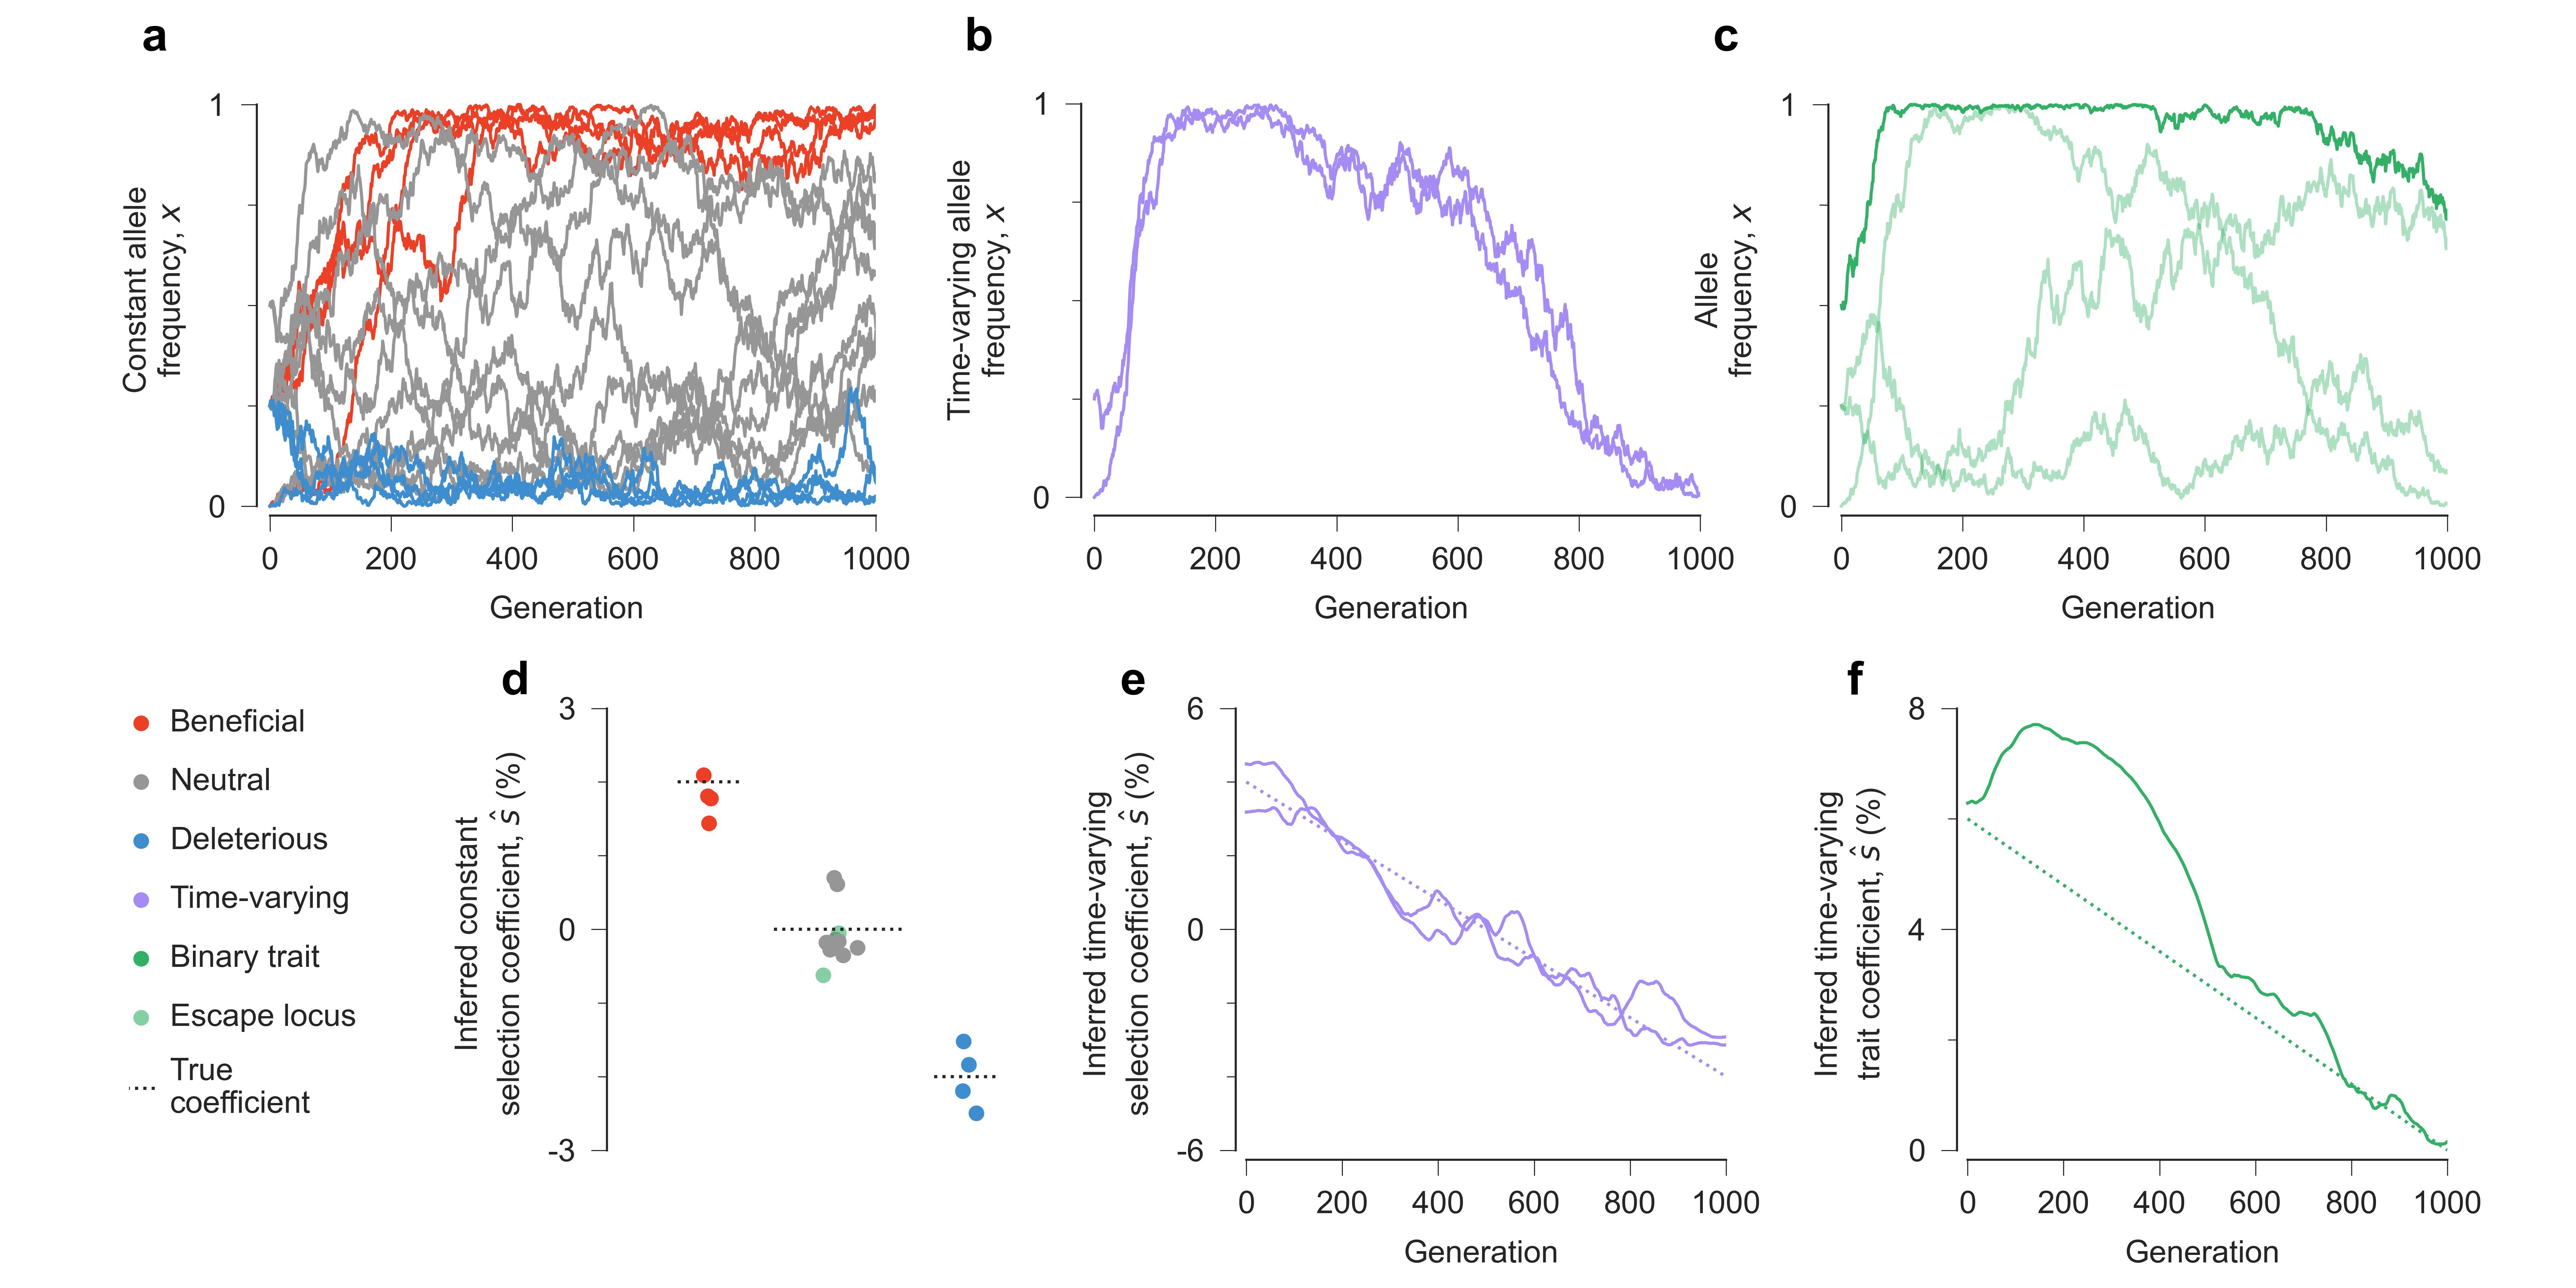 a
1
0
Constant allele
frequency, x
0 200 400 600 800 1000
Generation
b
1
0
Time-varying allele
frequency, x
0 200 400 600 800 1000
Generation
c
1
0
Allele
frequency, x
0 200 400 600 800 1000
Generation
Beneficial
Neutral
Deleterious
Time-varying
Binary trait
Escape locus
True
coefficient
d
3
0
-3
Inferred constant
selection coefficient, ŝ (%)
e
6
0
-6
Inferred time-varying
selection coefficient, ŝ (%)
0 200 400 600 800 1000
Generation
f
8
4
0
Inferred time-varying
trait coefficient, ŝ (%)
0 200 400 600 800 1000
Generation